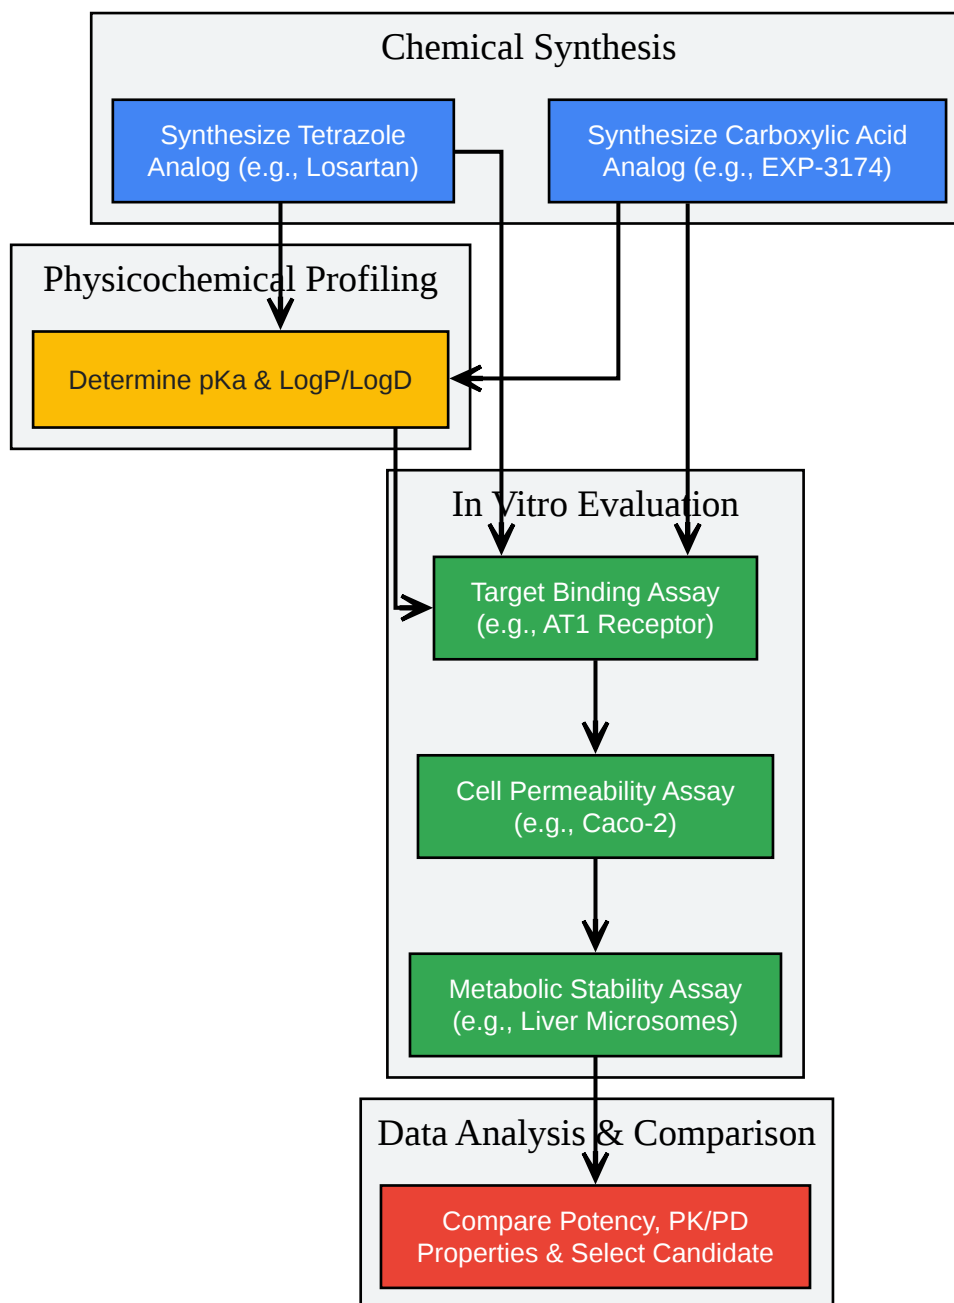 Chemical Synthesis
Synthesize Tetrazole
Analog (e.g., Losartan)
Synthesize Carboxylic Acid
Analog (e.g., EXP-3174)
Physicochemical Profiling
Determine pKa & LogP/LogD
In Vitro Evaluation
Target Binding Assay
(e.g., AT1 Receptor)
Cell Permeability Assay
(e.g., Caco-2)
Metabolic Stability Assay
(e.g., Liver Microsomes)
Data Analysis & Comparison
Compare Potency, PK/PD
Properties & Select Candidate